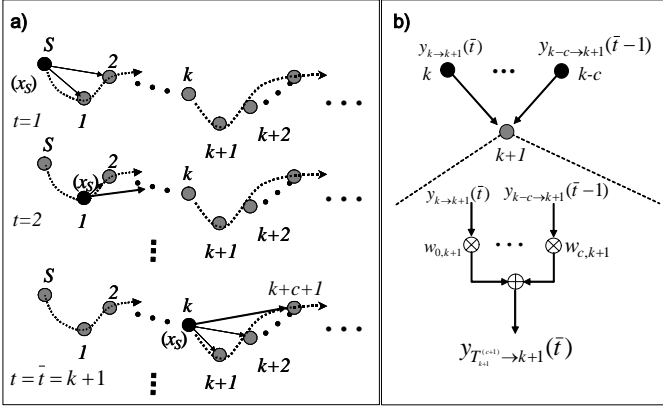 a)
S
(x_S)
2
1
t=1
k
k+1
k+2
S
(x_S)
2
1
t=2
k
k+1
k+2
S
2
1
k
(x_S)
k+c+1
k+1
k+2
t = t̄ = k+1
b)
y_{k→k+1}(t̄)
y_{k-c→k+1}(t̄-1)
k
k-c
k+1
y_{k→k+1}(t̄)
y_{k-c→k+1}(t̄-1)
w_{0,k+1}
w_{c,k+1}
y_{T_{k+1}^{(c+1)}→k+1}(t̄)